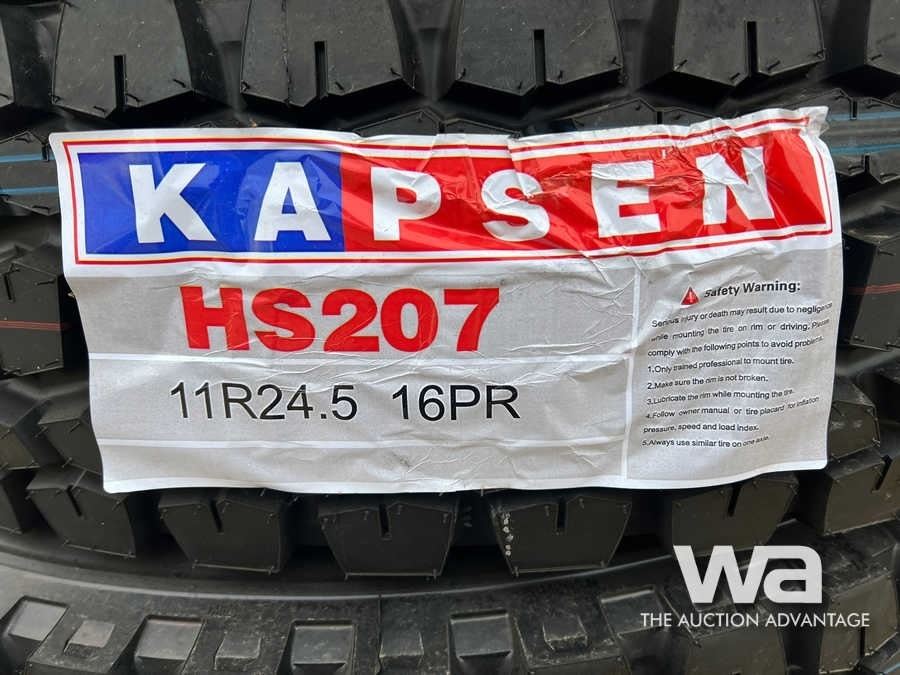 KAPSEN
HS207
11R24.5 16PR
Safety Warning:
Serious injury or death may result due to negligence
while mounting the tire on rim or driving. Please
comply with the following points to avoid problems.
1.Only trained professional to mount tire.
2.Make sure the rim is not broken.
3.Lubricate the rim while mounting the tire.
4.Follow owner manual or tire placard for inflation
pressure, speed and load index.
5.Always use similar tire on one axle.
wa
THE AUCTION ADVANTAGE